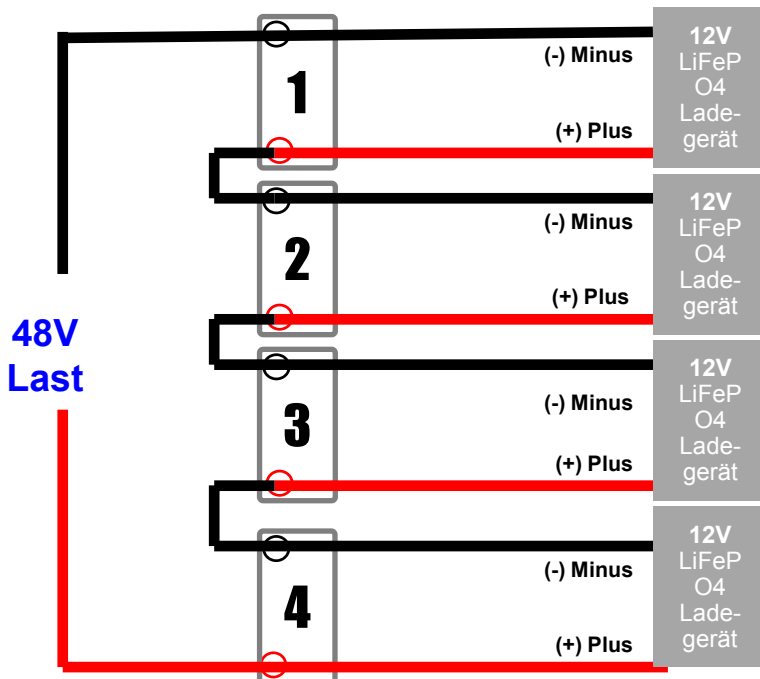 1
(-) Minus
(+) Plus
12V
LiFeP
O4
Lade-
gerät
2
(-) Minus
(+) Plus
12V
LiFeP
O4
Lade-
gerät
48V
Last
3
(-) Minus
(+) Plus
12V
LiFeP
O4
Lade-
gerät
4
(-) Minus
(+) Plus
12V
LiFeP
O4
Lade-
gerät